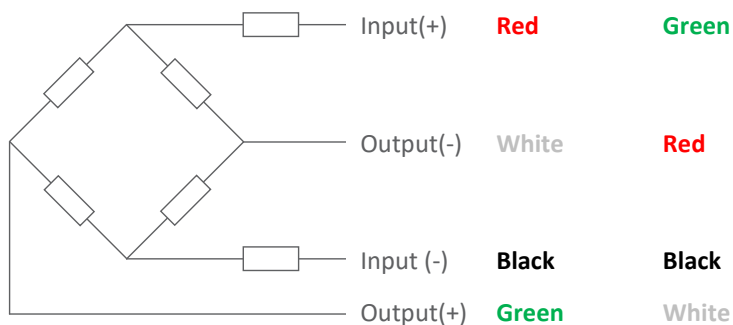 Input(+) Red Green
Output(-) White Red
Input (-) Black Black
Output(+) Green White